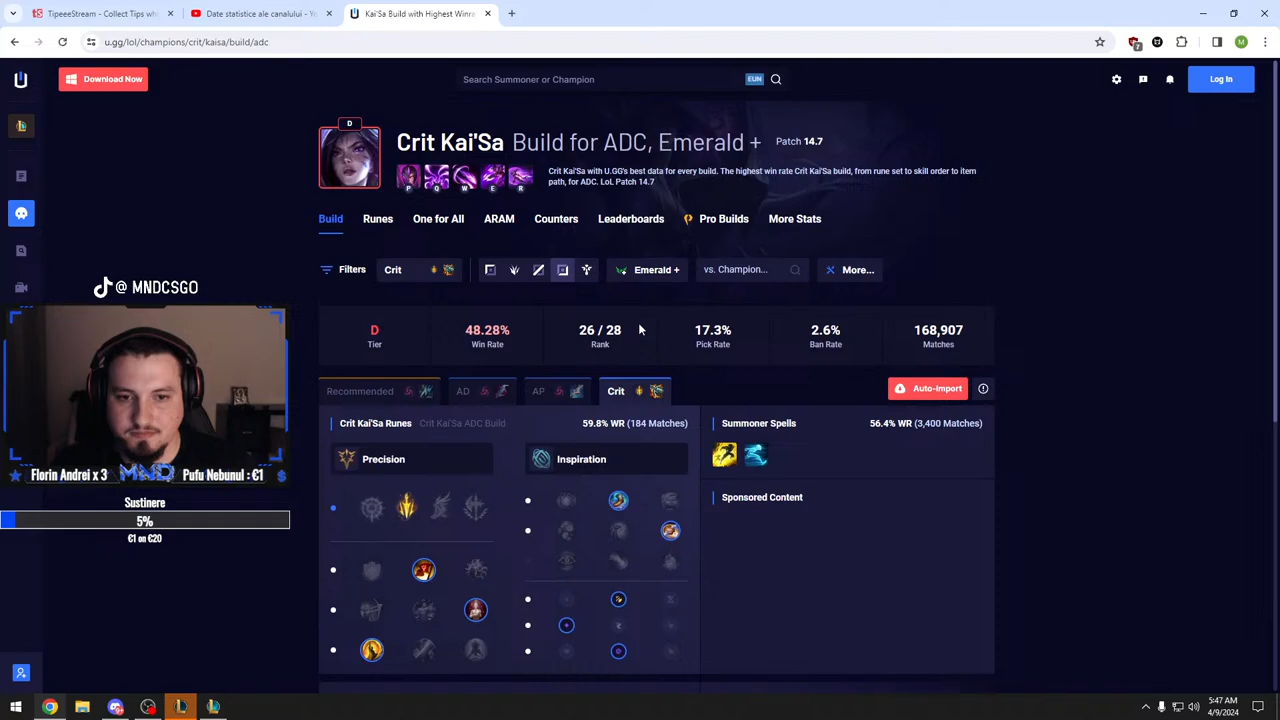 TipeeeStream - Collect Tips wh
Date statistice ale canalului - Yo
Kai'Sa Build with Highest Winra
u.gg/lol/champions/crit/kaisa/build/adc
7
M
Download Now
Search Summoner or Champion
EUN
Log In
D
Crit Kai'Sa Build for ADC, Emerald +
Patch 14.7
P Q W E R
Crit Kai'Sa with U.GG's best data for every build. The highest win rate Crit Kai'Sa build, from rune set to skill order to item
path, for ADC. LoL Patch 14.7
Build
Runes
One for All
ARAM
Counters
Leaderboards
Pro Builds
More Stats
Filters
Crit
Emerald +
vs. Champion...
More...
@ MNDCSGO
D
Tier
48.28%
Win Rate
26 / 28
Rank
17.3%
Pick Rate
2.6%
Ban Rate
168,907
Matches
Recommended
AD
AP
Crit
Auto-Import
Crit Kai'Sa Runes
Crit Kai'Sa ADC Build
59.8% WR (184 Matches)
Summoner Spells
56.4% WR (3,400 Matches)
Precision
Inspiration
Sponsored Content
Florin Andrei x 3
MND
Pufu Nebunul : €1
Sustinere
5%
€1 on €20
5:47 AM
4/9/2024